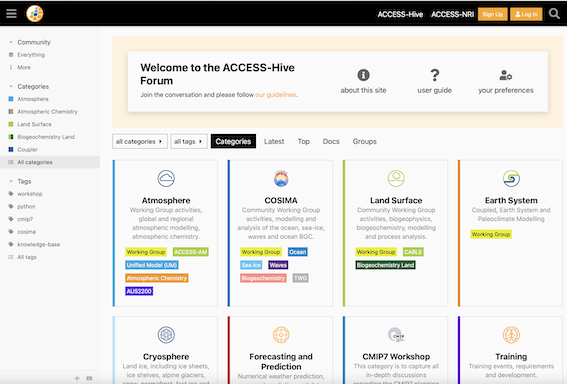 ACCESS-Hive ACCESS-NRI Sign Up Log In
Community
Everything
More
Categories
Atmosphere
Atmospheric Chemistry
Land Surface
Biogeochemistry Land
Coupler
All categories
Tags
workshop
python
cmip7
cosima
knowledge-base
All tags
Welcome to the ACCESS-Hive
Forum
Join the conversation and please follow our guidelines.
about this site
user guide
your preferences
all categories
all tags
Categories
Latest
Top
Docs
Groups
Atmosphere
Working Group activities,
global and regional
atmospheric modelling,
atmospheric chemistry.
Working Group ACCESS-AM
Unified Model (UM)
Atmospheric Chemistry
AUS2200
COSIMA
Community Working Group
activities, modelling and
analysis of the ocean, sea-ice,
waves and ocean BGC.
Working Group Ocean
Sea Ice Waves
Biogeochemistry TWG
Land Surface
Community Working Group
activities, biogeophysics,
biogeochemistry, modelling
and process analysis.
Working Group CABLE
Biogeochemistry Land
Earth System
Coupled, Earth System and
Paleoclimate Modelling
Working Group
Cryosphere
Land ice, including ice sheets,
ice shelves, alpine glaciers,
Forecasting and
Prediction
Numerical weather prediction,
CMIP7 Workshop
This category is to capture all
in-depth discussions
Training
Training events, requirements
and development.